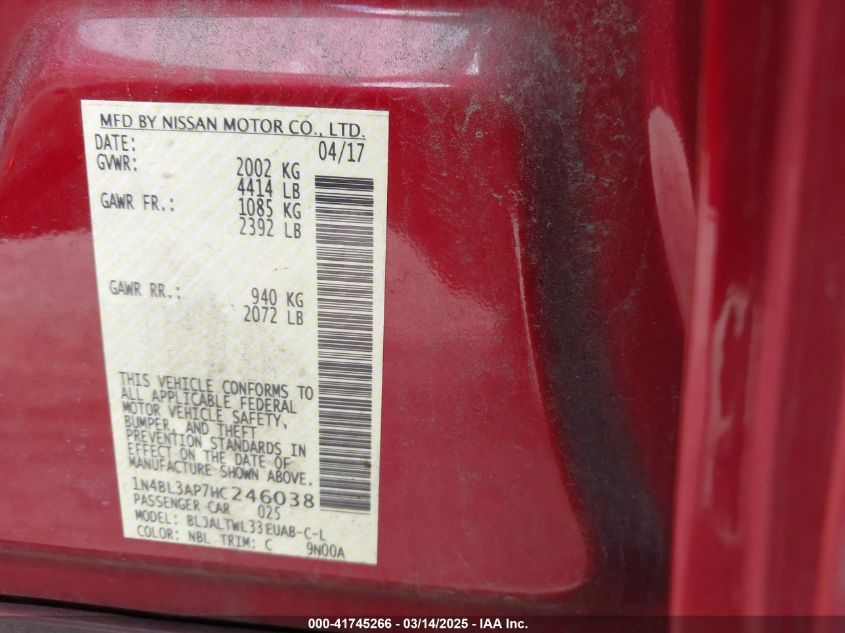 MFD BY NISSAN MOTOR CO., LTD.
DATE: 04/17
GVWR: 2002 KG
4414 LB
GAWR FR.: 1085 KG
2392 LB
GAWR RR.: 940 KG
2072 LB
THIS VEHICLE CONFORMS TO
ALL APPLICABLE FEDERAL
MOTOR VEHICLE SAFETY,
BUMPER, AND THEFT
PREVENTION STANDARDS IN
EFFECT ON THE DATE OF
MANUFACTURE SHOWN ABOVE.
1N4BL3AP7HC246038
PASSENGER CAR 025
MODEL: BLJALTWL33EUAB-C-L
COLOR: NBL TRIM: C 9N00A
000-41745266 - 03/14/2025 - IAA Inc.